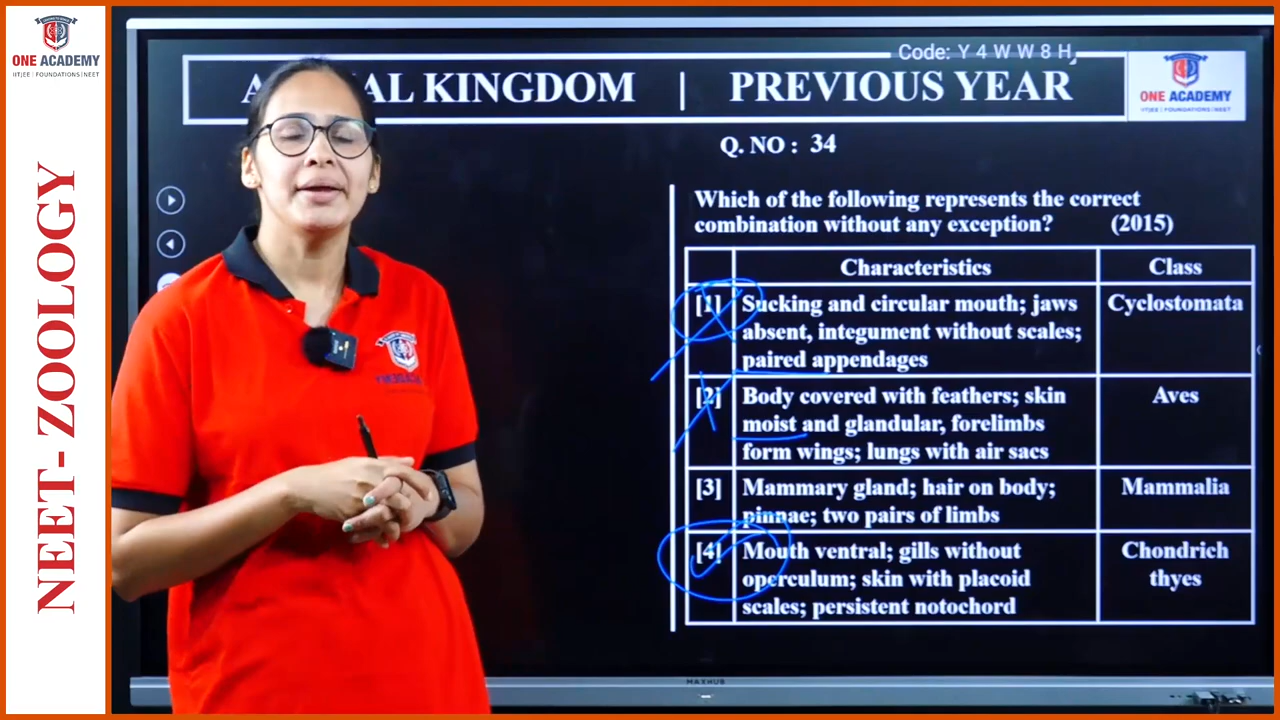 ONE ACADEMY
IIT|JEE | FOUNDATIONS | NEET
NEET- ZOOLOGY
Code: Y 4 W W 8 H
AL KINGDOM | PREVIOUS YEAR
ONE ACADEMY
IIT|JEE | FOUNDATIONS | NEET
Q. NO : 34
Which of the following represents the correct
combination without any exception? (2015)
Characteristics Class
[1] Sucking and circular mouth; jaws Cyclostomata
absent, integument without scales;
paired appendages
[2] Body covered with feathers; skin Aves
moist and glandular, forelimbs
form wings; lungs with air sacs
[3] Mammary gland; hair on body; Mammalia
pinnae; two pairs of limbs
[4] Mouth ventral; gills without Chondrich
operculum; skin with placoid thyes
scales; persistent notochord
MAXHUB